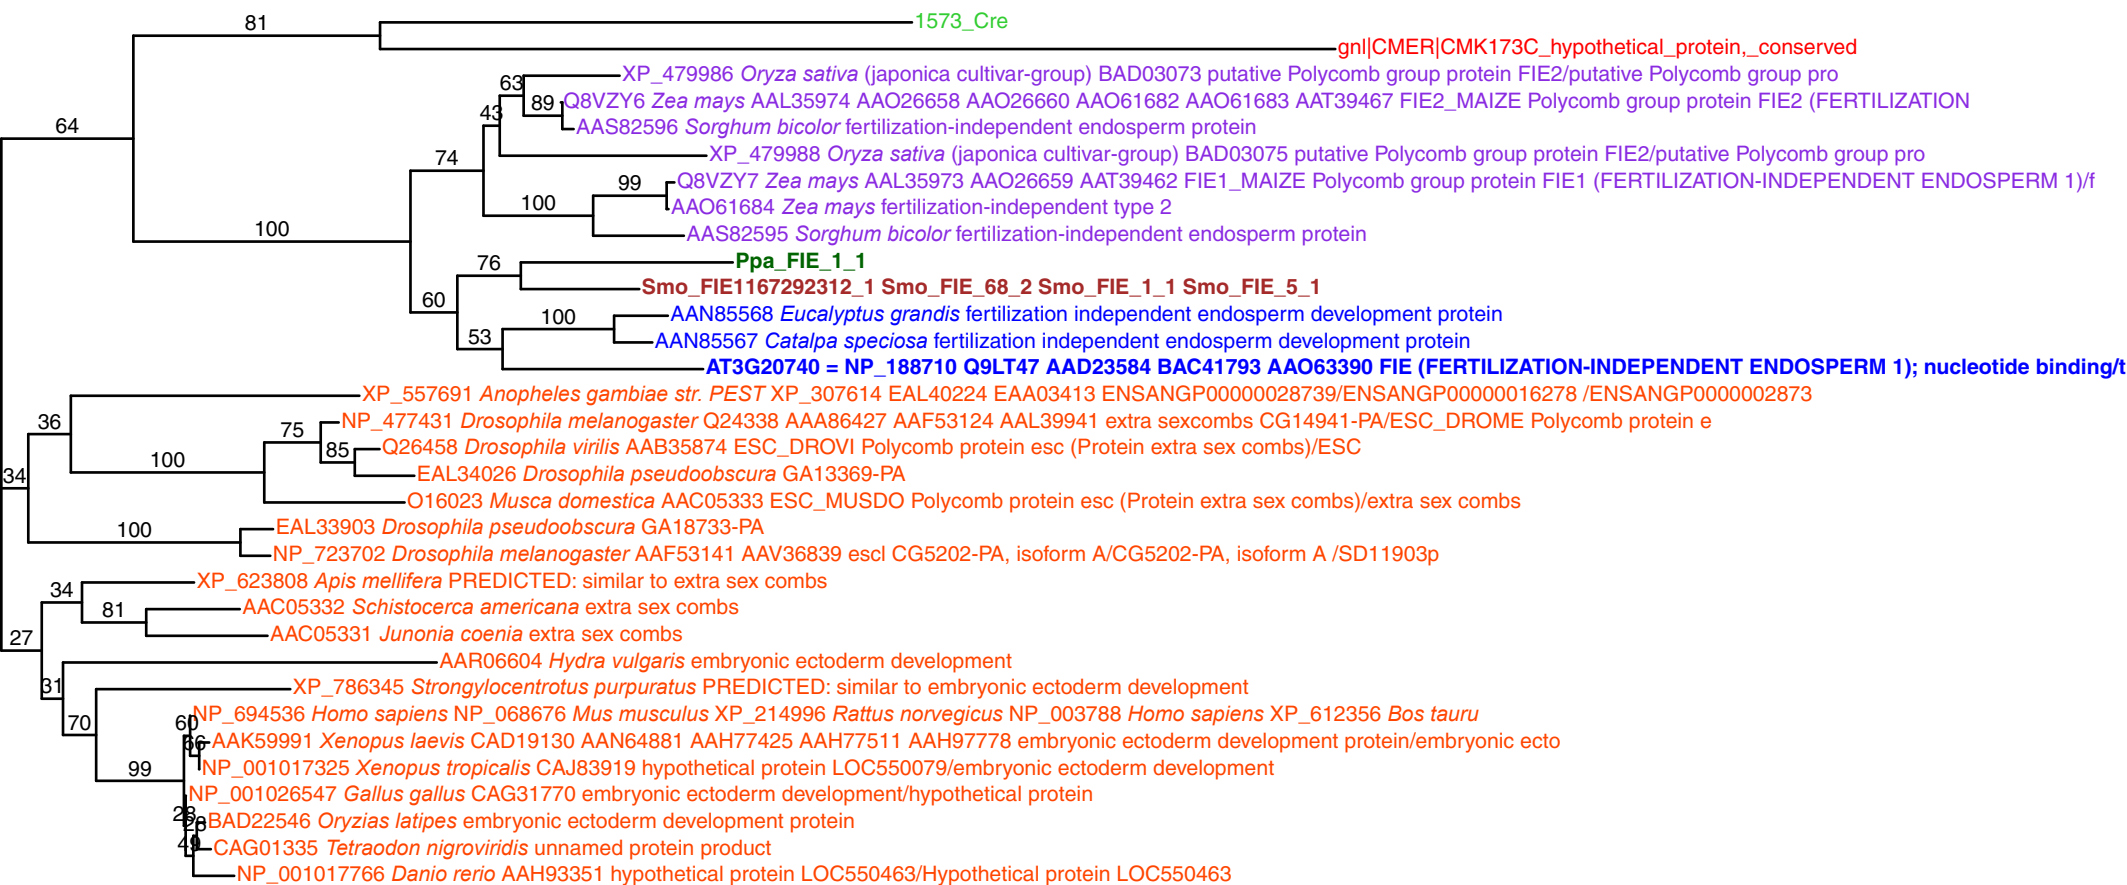 81
1573_Cre
gnl|CMER|CMK173C_hypothetical_protein,_conserved
63
XP_479986 Oryza sativa (japonica cultivar-group) BAD03073 putative Polycomb group protein FIE2/putative Polycomb group pro
89
Q8VZY6 Zea mays AAL35974 AAO26658 AAO26660 AAO61682 AAO61683 AAT39467 FIE2_MAIZE Polycomb group protein FIE2 (FERTILIZATION
43
64
AAS82596 Sorghum bicolor fertilization-independent endosperm protein
74
XP_479988 Oryza sativa (japonica cultivar-group) BAD03075 putative Polycomb group protein FIE2/putative Polycomb group pro
99
Q8VZY7 Zea mays AAL35973 AAO26659 AAT39462 FIE1_MAIZE Polycomb group protein FIE1 (FERTILIZATION-INDEPENDENT ENDOSPERM 1)/f
100
AAO61684 Zea mays fertilization-independent type 2
100
AAS82595 Sorghum bicolor fertilization-independent endosperm protein
76
Ppa_FIE_1_1
Smo_FIE1167292312_1 Smo_FIE_68_2 Smo_FIE_1_1 Smo_FIE_5_1
60
100
AAN85568 Eucalyptus grandis fertilization independent endosperm development protein
53
AAN85567 Catalpa speciosa fertilization independent endosperm development protein
AT3G20740 = NP_188710 Q9LT47 AAD23584 BAC41793 AAO63390 FIE (FERTILIZATION-INDEPENDENT ENDOSPERM 1); nucleotide binding/t
XP_557691 Anopheles gambiae str. PEST XP_307614 EAL40224 EAA03413 ENSANGP00000028739/ENSANGP00000016278 /ENSANGP0000002873
36
75
NP_477431 Drosophila melanogaster Q24338 AAA86427 AAF53124 AAL39941 extra sexcombs CG14941-PA/ESC_DROME Polycomb protein e
85
Q26458 Drosophila virilis AAB35874 ESC_DROVI Polycomb protein esc (Protein extra sex combs)/ESC
100
34
EAL34026 Drosophila pseudoobscura GA13369-PA
O16023 Musca domestica AAC05333 ESC_MUSDO Polycomb protein esc (Protein extra sex combs)/extra sex combs
100
EAL33903 Drosophila pseudoobscura GA18733-PA
NP_723702 Drosophila melanogaster AAF53141 AAV36839 escl CG5202-PA, isoform A/CG5202-PA, isoform A /SD11903p
34
XP_623808 Apis mellifera PREDICTED: similar to extra sex combs
81
AAC05332 Schistocerca americana extra sex combs
27
AAC05331 Junonia coenia extra sex combs
AAR06604 Hydra vulgaris embryonic ectoderm development
31
XP_786345 Strongylocentrotus purpuratus PREDICTED: similar to embryonic ectoderm development
70
60
NP_694536 Homo sapiens NP_068676 Mus musculus XP_214996 Rattus norvegicus NP_003788 Homo sapiens XP_612356 Bos tauru
66
AAK59991 Xenopus laevis CAD19130 AAN64881 AAH77425 AAH77511 AAH97778 embryonic ectoderm development protein/embryonic ecto
99
NP_001017325 Xenopus tropicalis CAJ83919 hypothetical protein LOC550079/embryonic ectoderm development
NP_001026547 Gallus gallus CAG31770 embryonic ectoderm development/hypothetical protein
28
BAD22546 Oryzias latipes embryonic ectoderm development protein
49
CAG01335 Tetraodon nigroviridis unnamed protein product
NP_001017766 Danio rerio AAH93351 hypothetical protein LOC550463/Hypothetical protein LOC550463